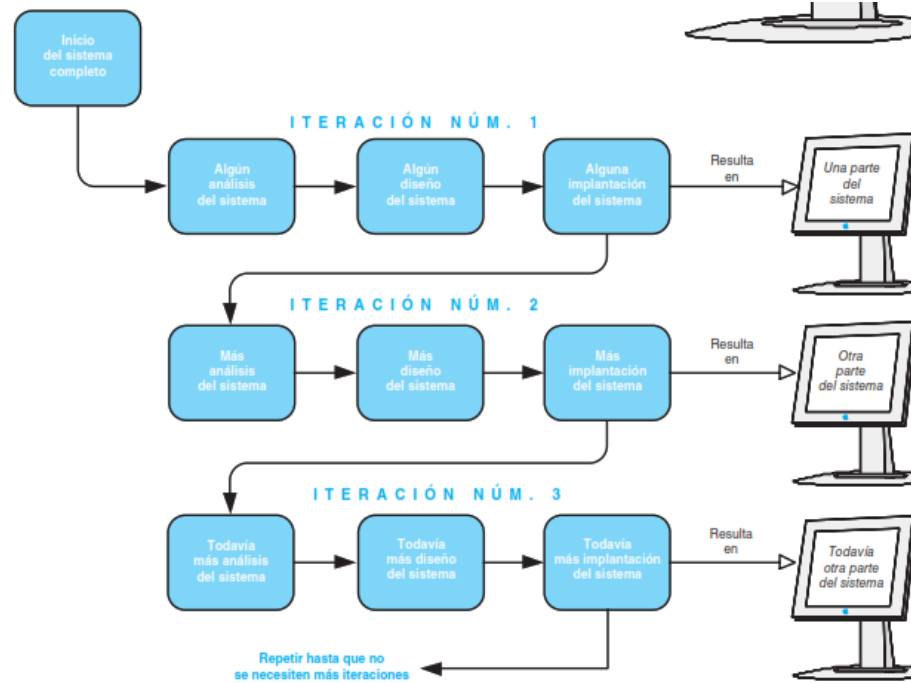 Inicio
del sistema
completo
ITERACIÓN NÚM. 1
Algún
análisis
del sistema
Algún
diseño
del sistema
Alguna
implantación
del sistema
Resulta
en
Una parte
del
sistema
ITERACIÓN NÚM. 2
Más
análisis
del sistema
Más
diseño
del sistema
Más
implantación
del sistema
Resulta
en
Otra
parte
del sistema
ITERACIÓN NÚM. 3
Todavía
más análisis
del sistema
Todavía
más diseño
del sistema
Todavía
más implantación
del sistema
Resulta
en
Todavía
otra parte
del sistema
Repetir hasta que no
se necesiten más iteraciones